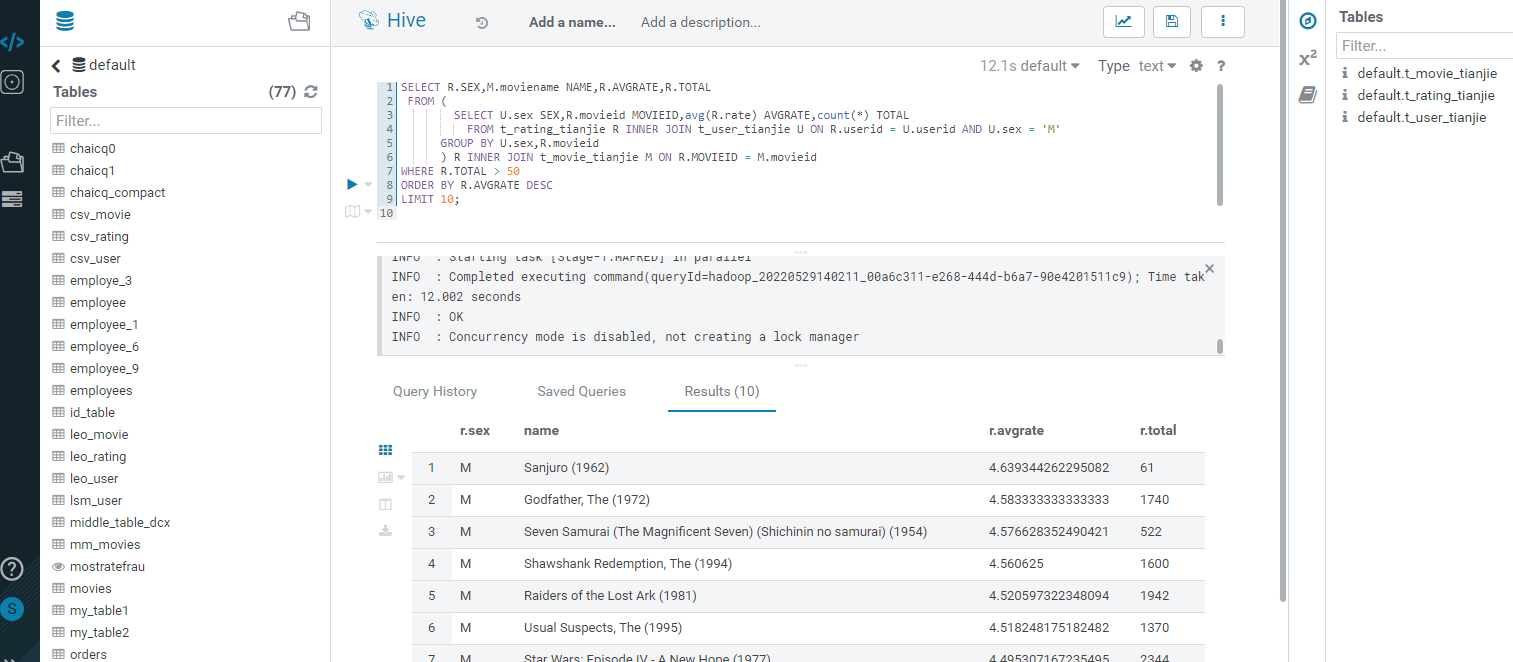 Hive
Add a name...
Add a description...
default
Tables
(77)
Filter...
chaicq0
chaicq1
chaicq_compact
csv_movie
csv_rating
csv_user
employe_3
employee
employee_1
employee_6
employee_9
employees
id_table
leo_movie
leo_rating
leo_user
lsm_user
middle_table_dcx
mm_movies
mostratefrau
movies
my_table1
my_table2
orders
?
S
12.1s default
Type text
?
1 SELECT R.SEX,M.moviename NAME,R.AVGRATE,R.TOTAL
2 FROM (
3 SELECT U.sex SEX,R.movieid MOVIEID,avg(R.rate) AVGRATE,count(*) TOTAL
4 FROM t_rating_tianjie R INNER JOIN t_user_tianjie U ON R.userid = U.userid AND U.sex = 'M'
5 GROUP BY U.sex,R.movieid
6 ) R INNER JOIN t_movie_tianjie M ON R.MOVIEID = M.movieid
7 WHERE R.TOTAL > 50
8 ORDER BY R.AVGRATE DESC
9 LIMIT 10;
10
INFO : Starting task [Stage-1:MAPRED] in parallel
INFO : Completed executing command(queryId=hadoop_20220529140211_00a6c311-e268-444d-b6a7-90e4201511c9); Time tak
en: 12.002 seconds
INFO : OK
INFO : Concurrency mode is disabled, not creating a lock manager
Query History
Saved Queries
Results (10)
r.sex name r.avgrate r.total
1 M Sanjuro (1962) 4.639344262295082 61
2 M Godfather, The (1972) 4.583333333333333 1740
3 M Seven Samurai (The Magnificent Seven) (Shichinin no samurai) (1954) 4.576628352490421 522
4 M Shawshank Redemption, The (1994) 4.560625 1600
5 M Raiders of the Lost Ark (1981) 4.520597322348094 1942
6 M Usual Suspects, The (1995) 4.518248175182482 1370
7 M Star Wars: Episode IV - A New Hope (1977) 4.495307167235495 2344
x²
Tables
Filter...
default.t_movie_tianjie
default.t_rating_tianjie
default.t_user_tianjie